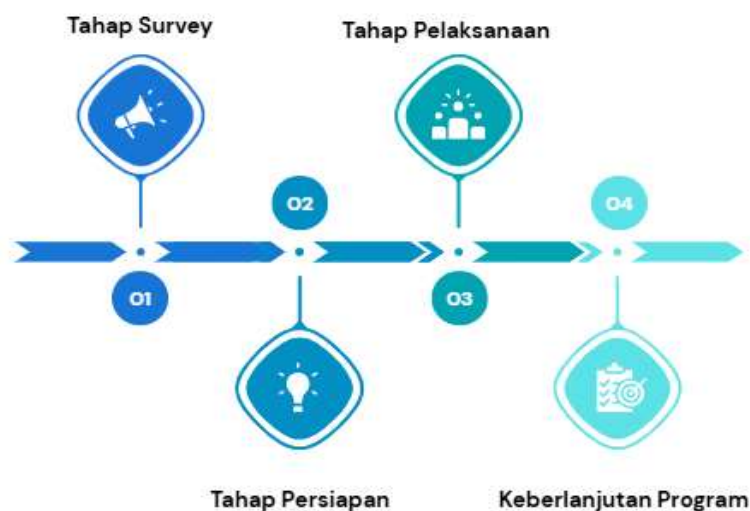 Tahap Survey
Tahap Pelaksanaan
02
04
01
03
Tahap Persiapan
Keberlanjutan Program